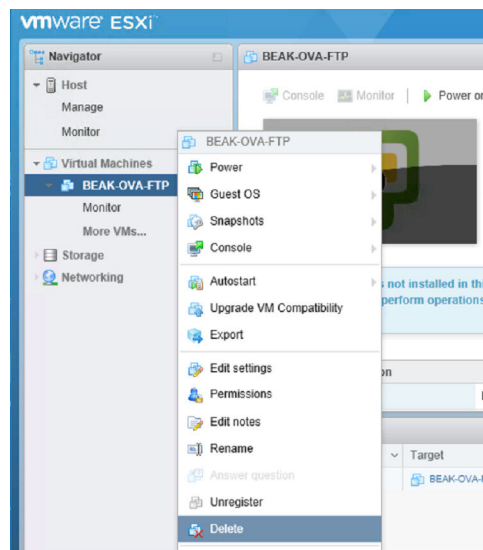 vmware ESXi
Navigator
BEAK-OVA-FTP
Host
Manage
Monitor
Console Monitor Power on
Virtual Machines
BEAK-OVA-FTP
Monitor
More VMs...
Storage
Networking
BEAK-OVA-FTP
Power
Guest OS
Snapshots
Console
Autostart
Upgrade VM Compatibility
Export
Edit settings
Permissions
Edit notes
Rename
Answer question
Unregister
Delete
not installed in
perform operations
Target
BEAK-OVA-